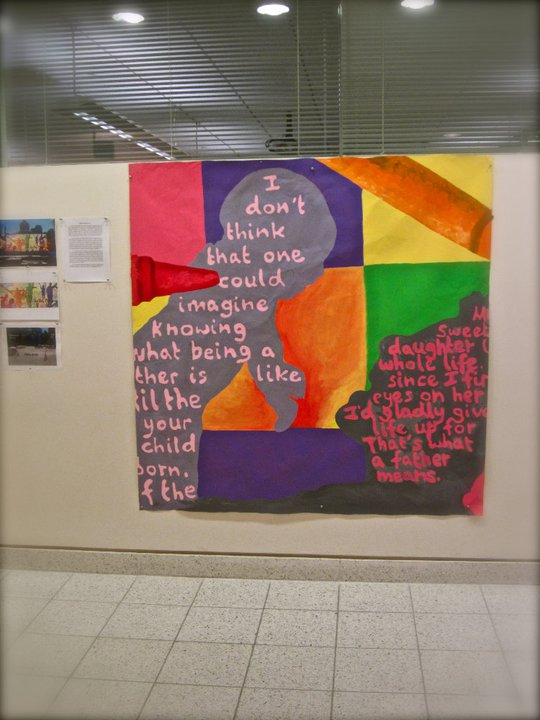 I
don't
think
that one
could
imagine
knowing
what being a
ther is like
il the
your
child
born.
f the
M
Sweet
daughter
whole life.
since I fir
eyes on her
I'd gladly give
life up for
That's what
a father
means.